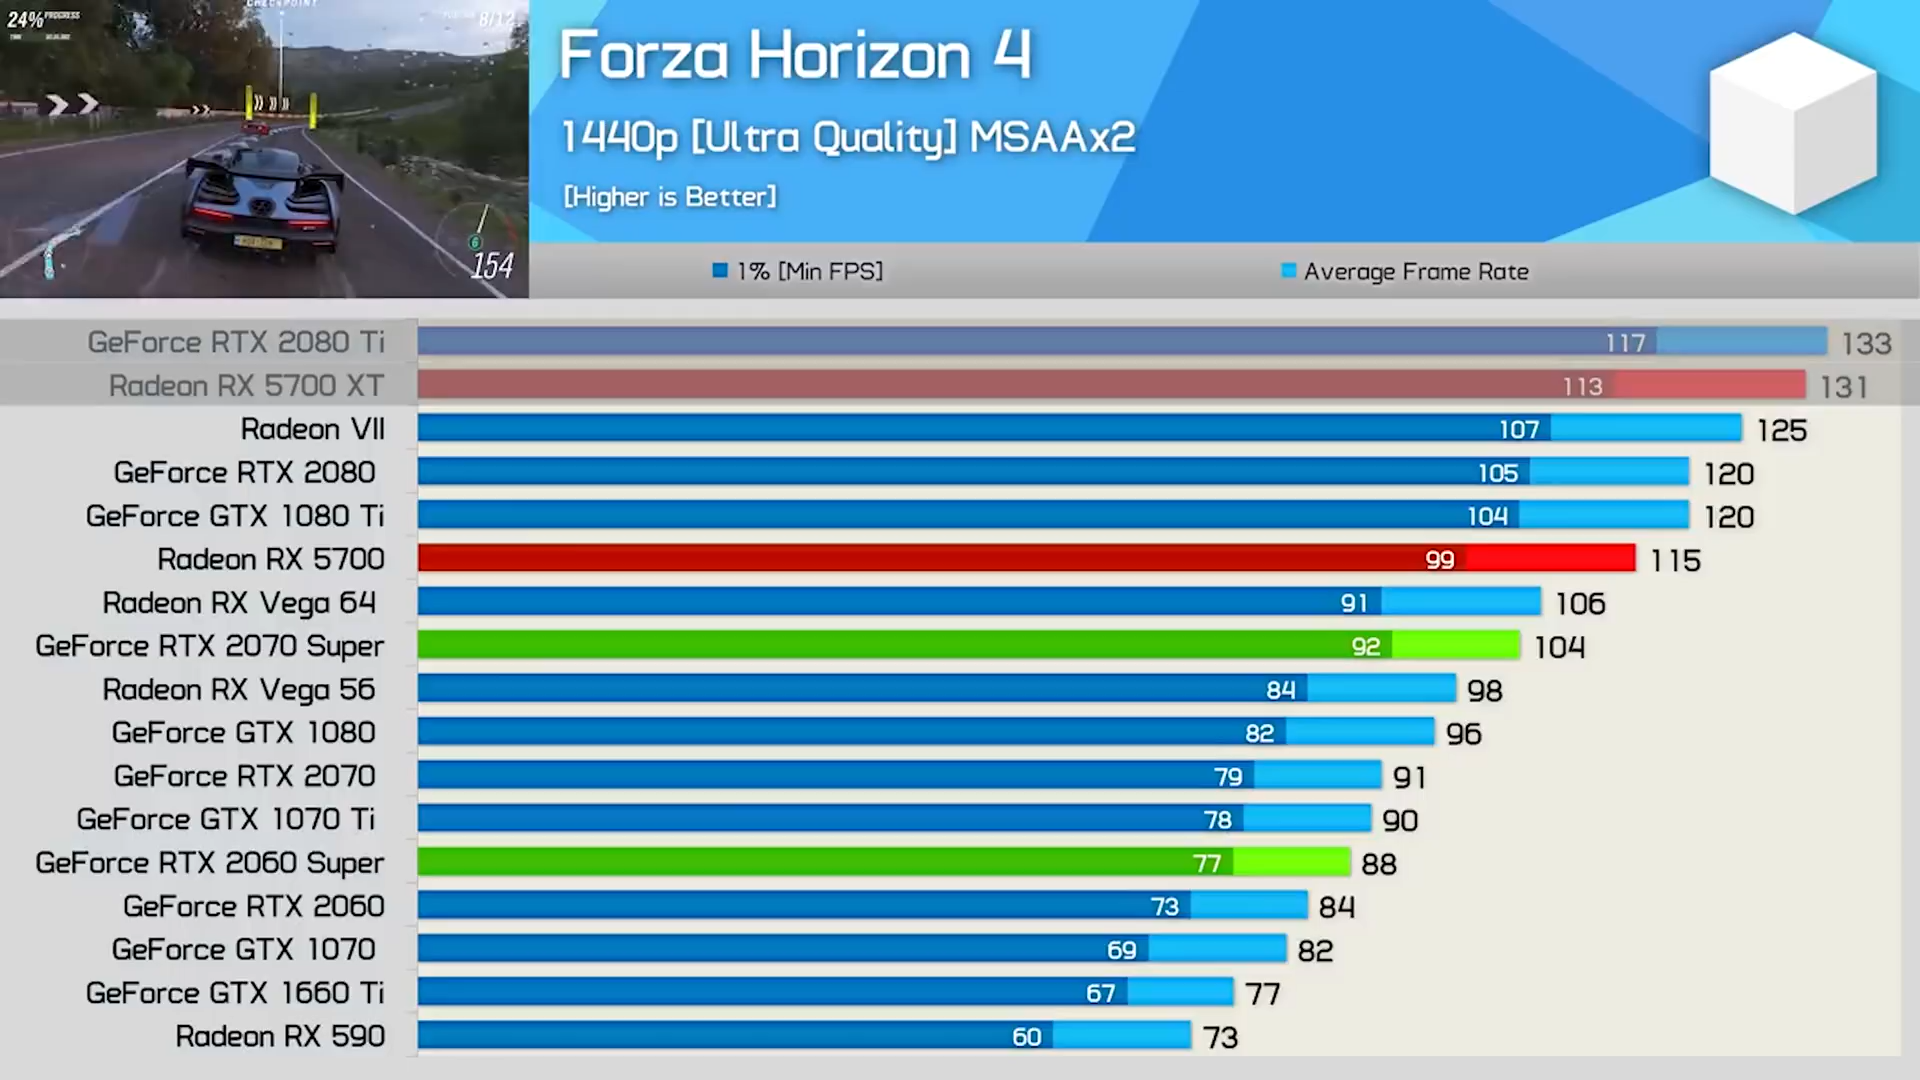 24% PROGRESS
CHECKPOINT
8/12
6
154
Forza Horizon 4
1440p [Ultra Quality] MSAAx2
[Higher is Better]
1% [Min FPS]
Average Frame Rate
GeForce RTX 2080 Ti 117 133
Radeon RX 5700 XT 113 131
Radeon VII 107 125
GeForce RTX 2080 105 120
GeForce GTX 1080 Ti 104 120
Radeon RX 5700 99 115
Radeon RX Vega 64 91 106
GeForce RTX 2070 Super 92 104
Radeon RX Vega 56 84 98
GeForce GTX 1080 82 96
GeForce RTX 2070 79 91
GeForce GTX 1070 Ti 78 90
GeForce RTX 2060 Super 77 88
GeForce RTX 2060 73 84
GeForce GTX 1070 69 82
GeForce GTX 1660 Ti 67 77
Radeon RX 590 60 73